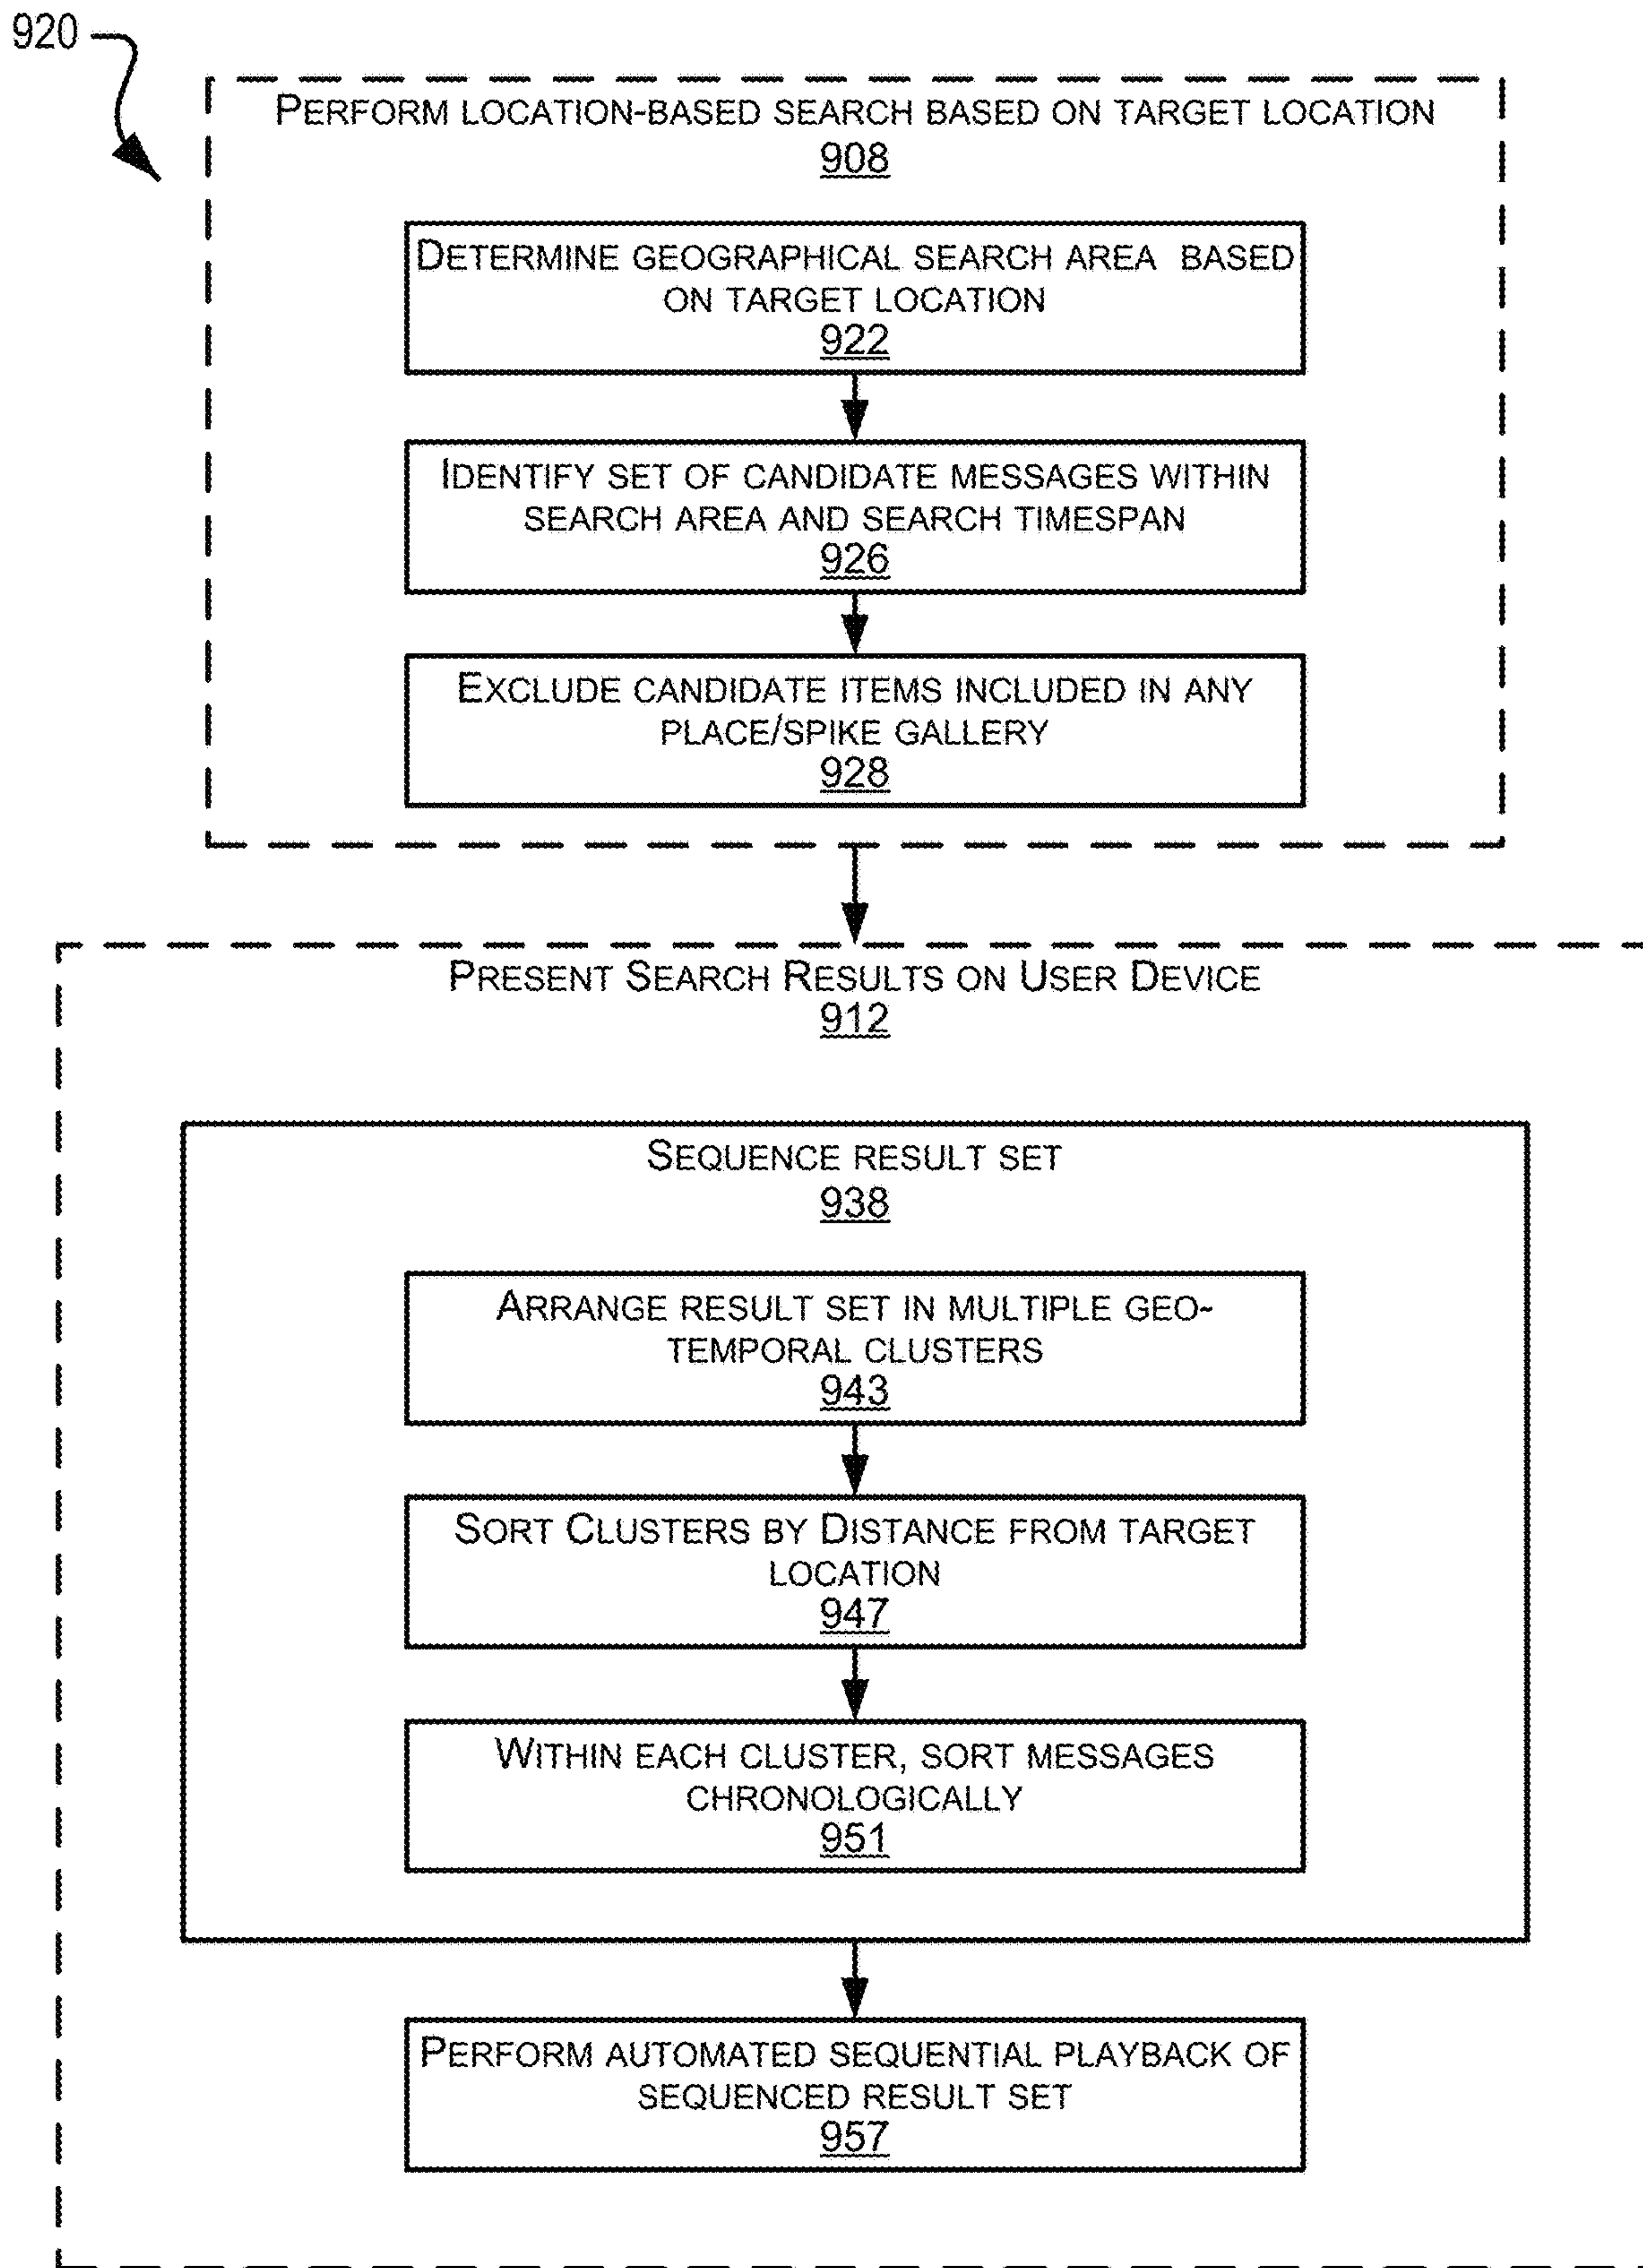 920
PERFORM LOCATION-BASED SEARCH BASED ON TARGET LOCATION
908
DETERMINE GEOGRAPHICAL SEARCH AREA BASED
ON TARGET LOCATION
922
IDENTIFY SET OF CANDIDATE MESSAGES WITHIN
SEARCH AREA AND SEARCH TIMESPAN
926
EXCLUDE CANDIDATE ITEMS INCLUDED IN ANY
PLACE/SPIKE GALLERY
928
PRESENT SEARCH RESULTS ON USER DEVICE
912
SEQUENCE RESULT SET
938
ARRANGE RESULT SET IN MULTIPLE GEO-
TEMPORAL CLUSTERS
943
SORT CLUSTERS BY DISTANCE FROM TARGET
LOCATION
947
WITHIN EACH CLUSTER, SORT MESSAGES
CHRONOLOGICALLY
951
PERFORM AUTOMATED SEQUENTIAL PLAYBACK OF
SEQUENCED RESULT SET
957